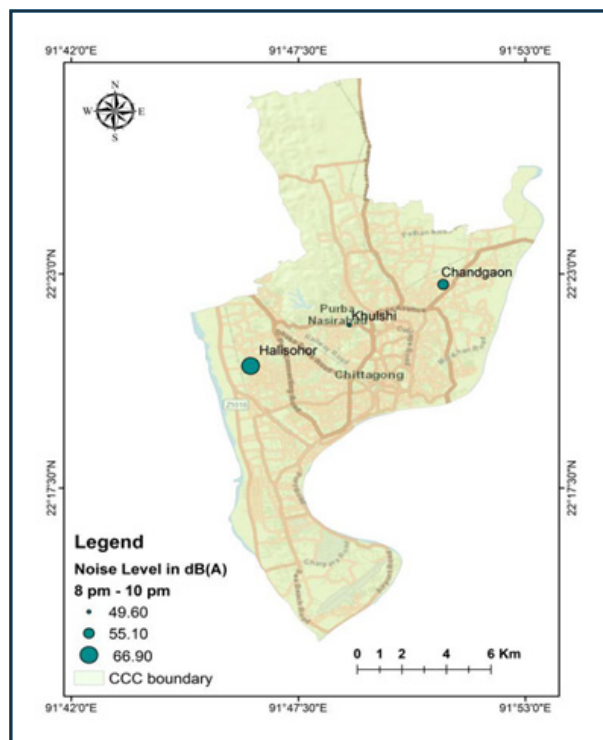 91°42'0"E 91°47'30"E 91°53'0"E
N
W E
S
22°23'0"N 22°23'0"N
Chandgaon
Purba
Khulshi
Nasirabad
Halisohor
Chittagong
22°17'30"N 22°17'30"N
Legend
Noise Level in dB(A)
8 pm - 10 pm
49.60
55.10
66.90
CCC boundary
0 1 2 4 6 Km
91°42'0"E 91°47'30"E 91°53'0"E